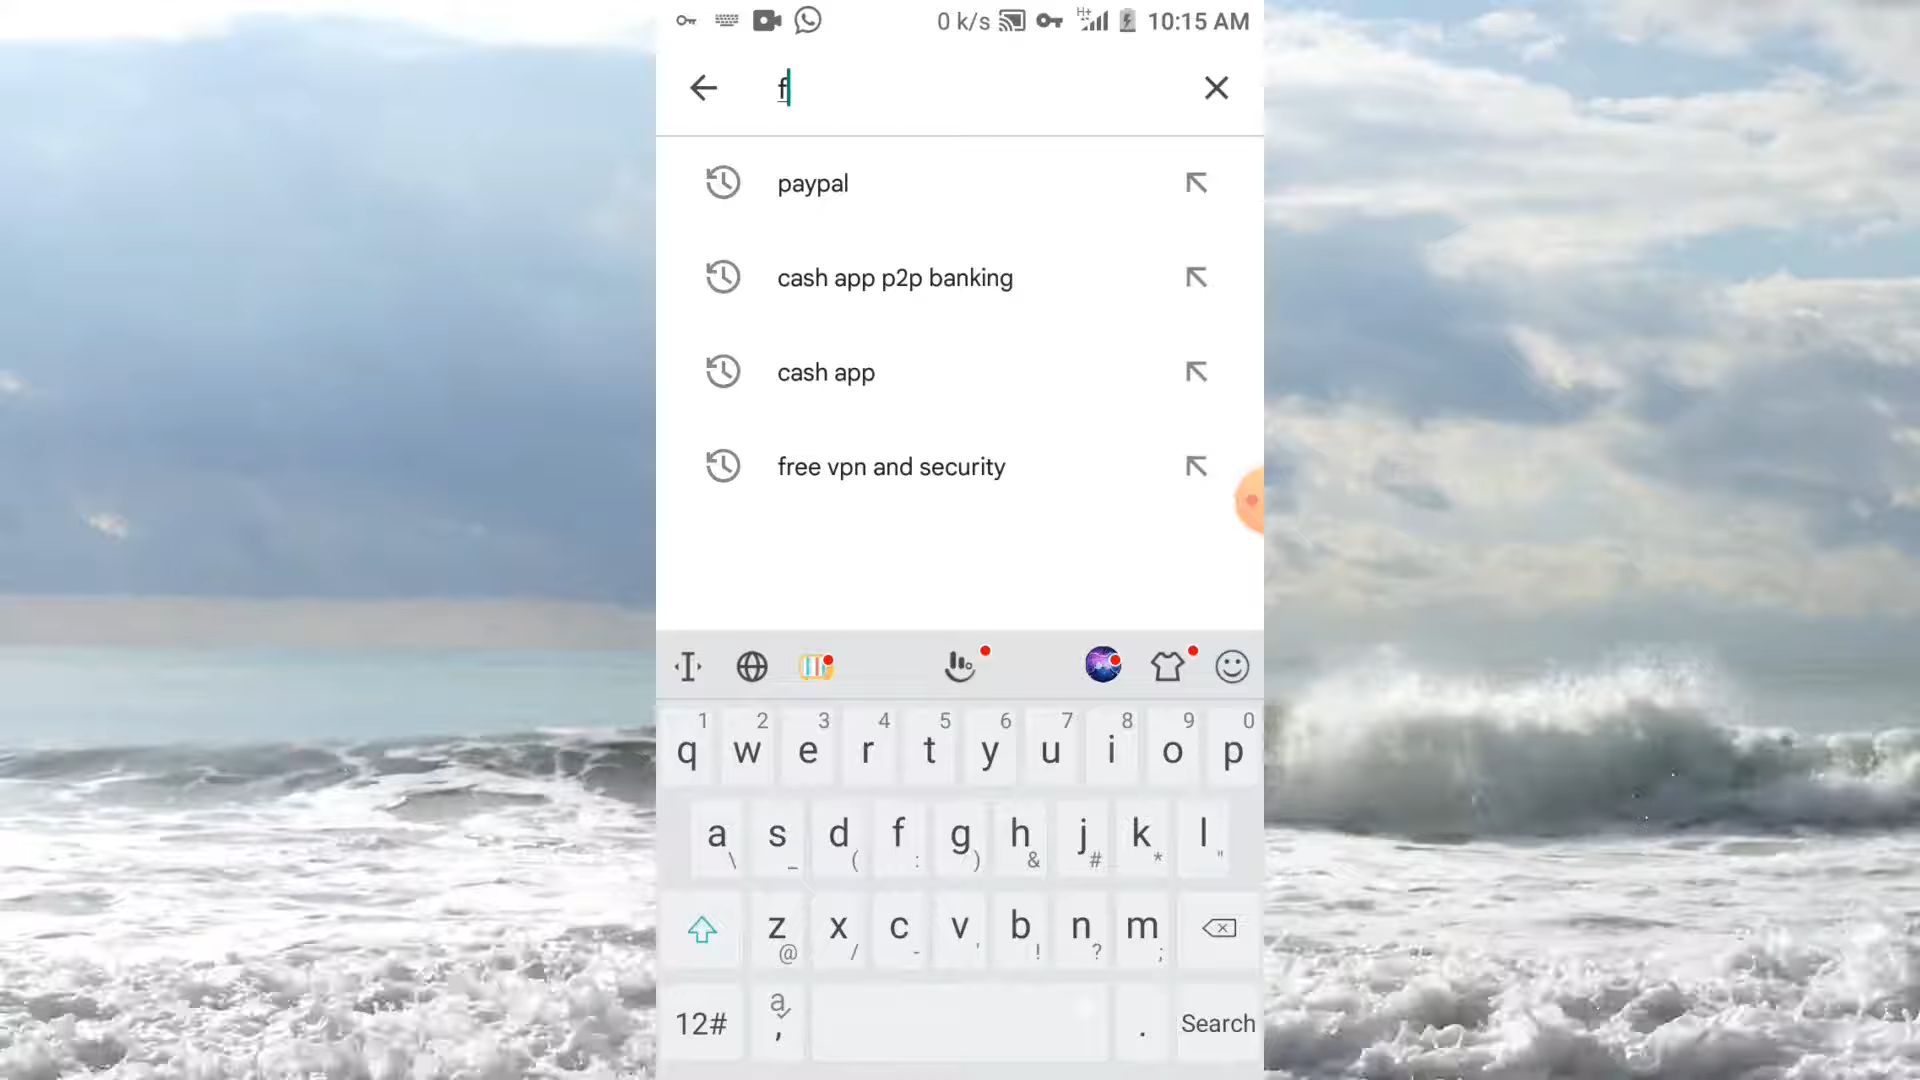 0 k/s H+ 10:15 AM
f
paypal
cash app p2p banking
cash app
free vpn and security
1 2 3 4 5 6 7 8 9 0
q w e r t y u i o p
a s d f g h j k l
\ _ ( : ) & # * "
z x c v b n m
@ / - ' ! ? ;
12# a , . Search